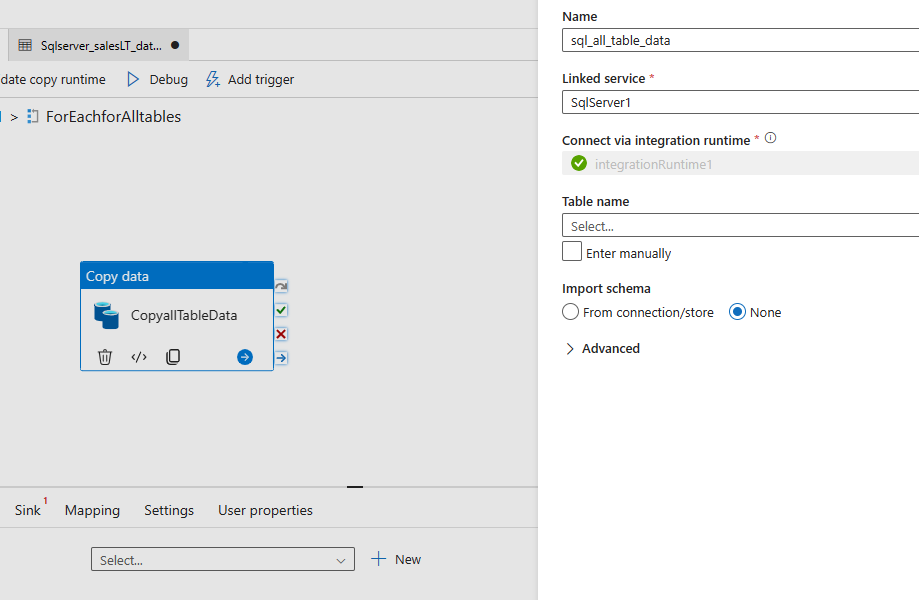 Sqlserver_salesLT_dat...
date copy runtime Debug Add trigger
> ForEachforAlltables
Copy data
CopyallTableData
Sink 1 Mapping Settings User properties
Select... New
Name
sql_all_table_data
Linked service *
SqlServer1
Connect via integration runtime *
integrationRuntime1
Table name
Select...
Enter manually
Import schema
From connection/store None
Advanced